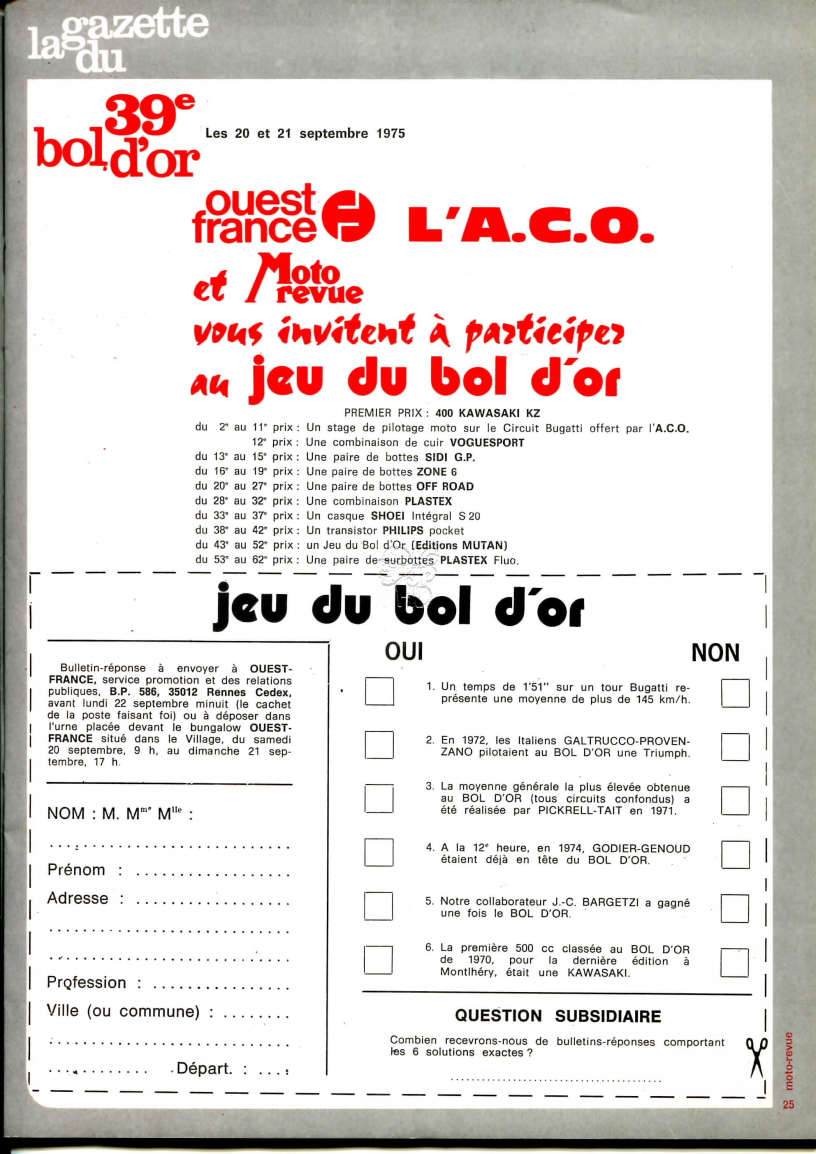 la gazette
du
39e
bol d'or
Les 20 et 21 septembre 1975
ouest
france
L'A.C.O.
et Moto
revue
vous invitent à participer
au jeu du bol d'or
PREMIER PRIX : 400 KAWASAKI KZ
du 2e au 11e prix : Un stage de pilotage moto sur le Circuit Bugatti offert par l'A.C.O.
12e prix : Une combinaison de cuir VOGUESPORT
du 13e au 15e prix : Une paire de bottes SIDI G.P.
du 16e au 19e prix : Une paire de bottes ZONE 6
du 20e au 27e prix : Une paire de bottes OFF ROAD
du 28e au 32e prix : Une combinaison PLASTEX
du 33e au 37e prix : Un casque SHOEI Intégral S 20
du 38e au 42e prix : Un transistor PHILIPS pocket
du 43e au 52e prix : un Jeu du Bol d'Or (Editions MUTAN)
du 53e au 62e prix : Une paire de surbottes PLASTEX Fluo.
jeu du bol d'or
Bulletin-réponse à envoyer à OUEST-
FRANCE, service promotion et des relations
publiques, B.P. 586, 35012 Rennes Cedex,
avant lundi 22 septembre minuit (le cachet
de la poste faisant foi) ou à déposer dans
l'urne placée devant le bungalow OUEST-
FRANCE situé dans le Village, du samedi
20 septembre, 9 h, au dimanche 21 sep-
tembre, 17 h.
NOM : M. Mme Mlle :
Prénom :
Adresse :
Profession :
Ville (ou commune) :
Départ. :
OUI
NON
1. Un temps de 1'51" sur un tour Bugatti re-
présente une moyenne de plus de 145 km/h.
2. En 1972, les Italiens GALTRUCCO-PROVEN-
ZANO pilotaient au BOL D'OR une Triumph.
3. La moyenne générale la plus élevée obtenue
au BOL D'OR (tous circuits confondus) a
été réalisée par PICKRELL-TAIT en 1971.
4. A la 12e heure, en 1974, GODIER-GENOUD
étaient déjà en tête du BOL D'OR.
5. Notre collaborateur J.-C. BARGETZI a gagné
une fois le BOL D'OR.
6. La première 500 cc classée au BOL D'OR
de 1970, pour la dernière édition à
Montlhéry, était une KAWASAKI.
QUESTION SUBSIDIAIRE
Combien recevrons-nous de bulletins-réponses comportant
les 6 solutions exactes ?
moto-revue
25